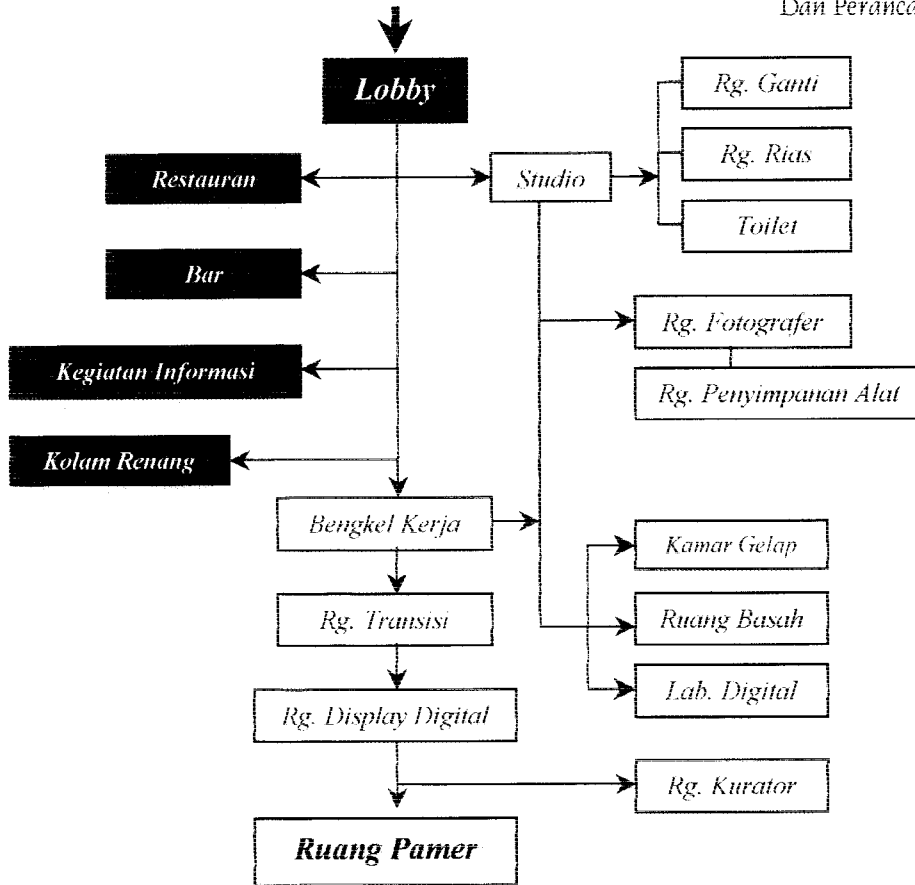 Dan Peranca
Lobby
Rg. Ganti
Rg. Rias
Toilet
Restauran
Studio
Bar
Rg. Fotografer
Kegiatan Informasi
Rg. Penyimpanan Alat
Kolam Renang
Bengkel Kerja
Kamar Gelap
Rg. Transisi
Ruang Basah
Rg. Display Digital
Lab. Digital
Rg. Kurator
Ruang Pamer